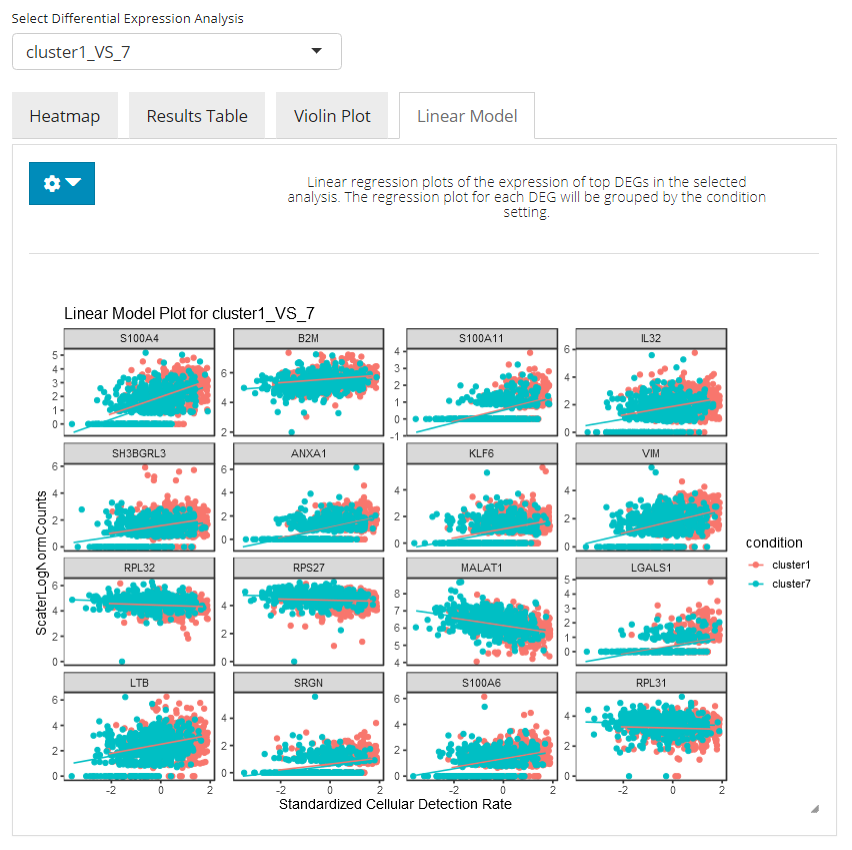 Select Differential Expression Analysis
cluster1_VS_7
Heatmap
Results Table
Violin Plot
Linear Model
Linear regression plots of the expression of top DEGs in the selected
analysis. The regression plot for each DEG will be grouped by the condition
setting.
Linear Model Plot for cluster1_VS_7
S100A4
B2M
S100A11
IL32
5
4
3
2
1
0
6
4
2
4
3
2
1
0
-1
6
4
2
0
SH3BGRL3
ANXA1
KLF6
VIM
6
4
2
0
6
4
2
0
4
2
0
4
2
0
RPL32
RPS27
MALAT1
LGALS1
6
4
2
0
4
2
0
8
7
6
5
4
5
4
3
2
1
0
LTB
SRGN
S100A6
RPL31
6
4
2
0
4
2
0
6
4
2
0
4
2
0
-2
0
2
-2
0
2
-2
0
2
-2
0
2
ScaterLogNormCounts
Standardized Cellular Detection Rate
condition
cluster1
cluster7